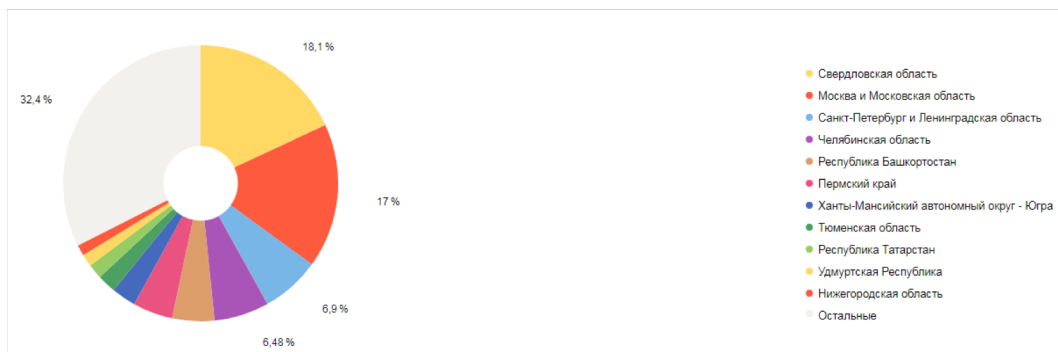 18,1 %
32,4 %
17 %
6,9 %
6,48 %
Свердловская область
Москва и Московская область
Санкт-Петербург и Ленинградская область
Челябинская область
Республика Башкортостан
Пермский край
Ханты-Мансийский автономный округ - Югра
Тюменская область
Республика Татарстан
Удмуртская Республика
Нижегородская область
Остальные